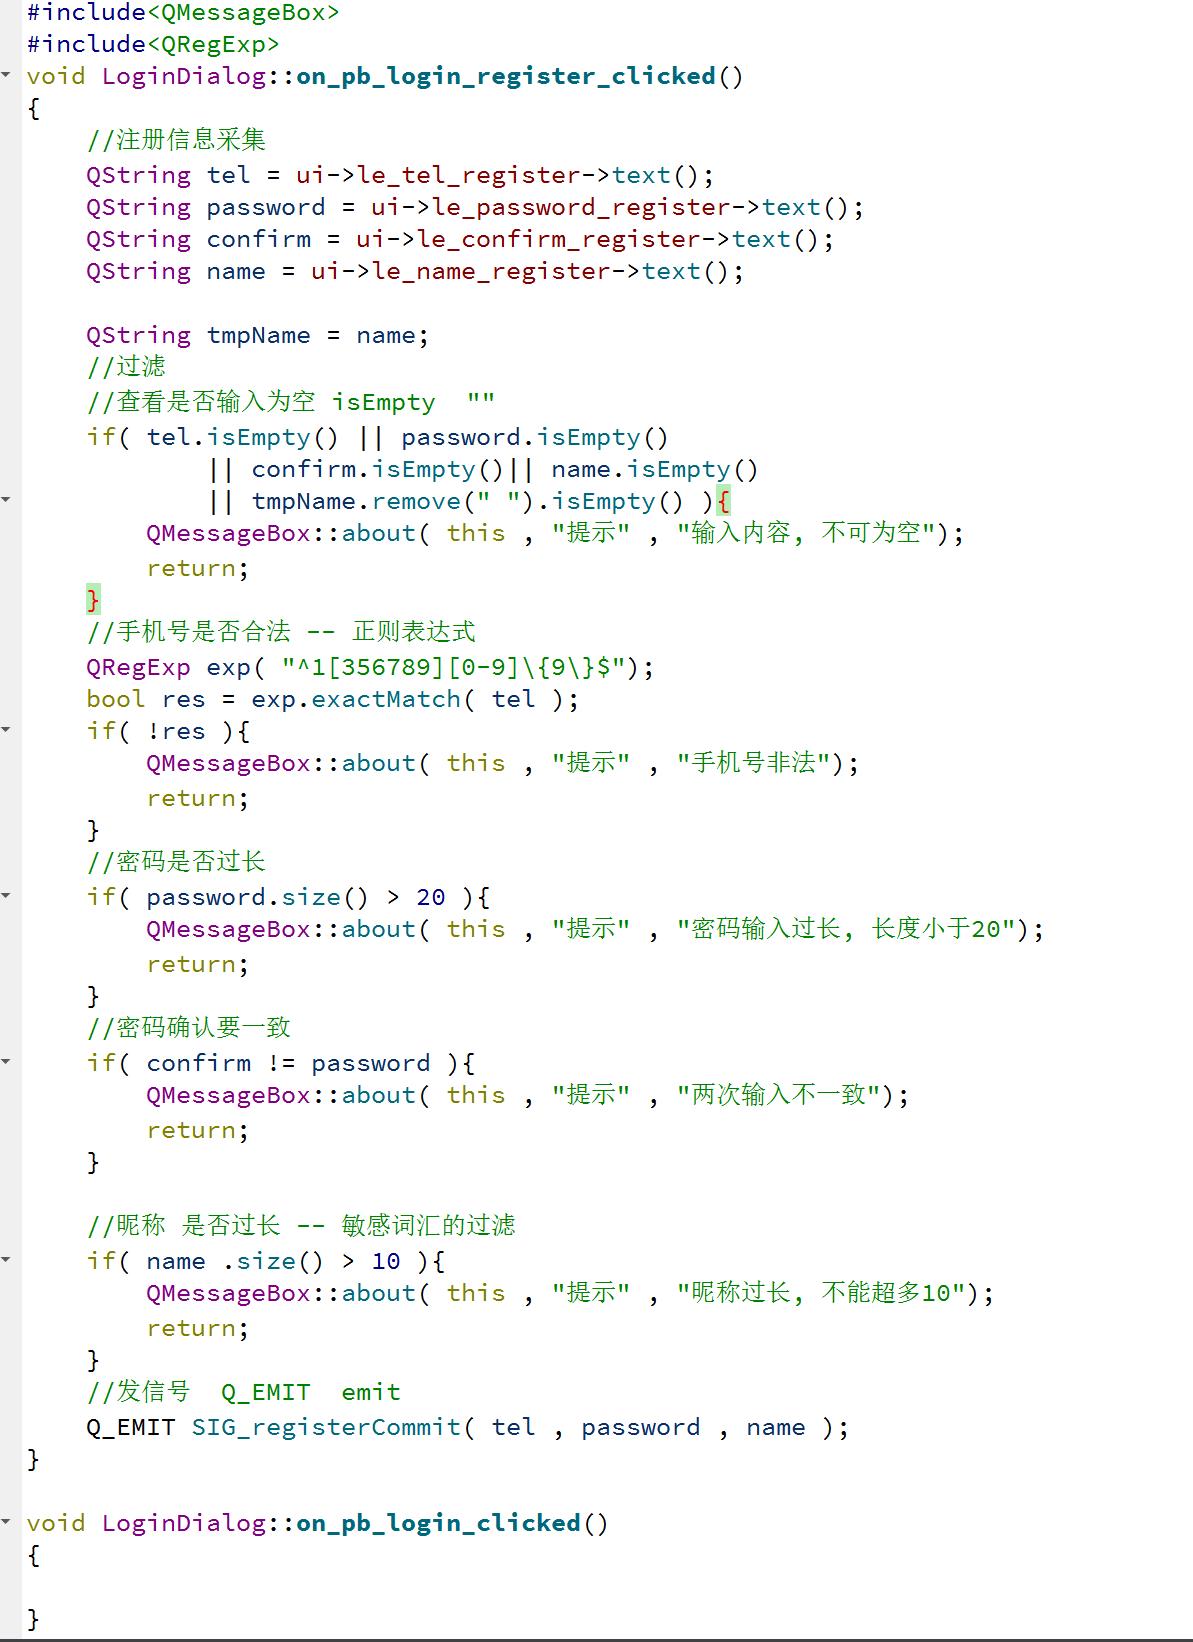 #include<QMessageBox>
#include<QRegExp>
void LoginDialog::on_pb_login_register_clicked()
{
    //注册信息采集
    QString tel = ui->le_tel_register->text();
    QString password = ui->le_password_register->text();
    QString confirm = ui->le_confirm_register->text();
    QString name = ui->le_name_register->text();

    QString tmpName = name;
    //过滤
    //查看是否输入为空 isEmpty  ""
    if( tel.isEmpty() || password.isEmpty()
            || confirm.isEmpty()|| name.isEmpty()
            || tmpName.remove(" ").isEmpty() ){
        QMessageBox::about( this , "提示" , "输入内容, 不可为空");
        return;
    }
    //手机号是否合法 -- 正则表达式
    QRegExp exp( "^1[356789][0-9]\{9\}$");
    bool res = exp.exactMatch( tel );
    if( !res ){
        QMessageBox::about( this , "提示" , "手机号非法");
        return;
    }
    //密码是否过长
    if( password.size() > 20 ){
        QMessageBox::about( this , "提示" , "密码输入过长, 长度小于20");
        return;
    }
    //密码确认要一致
    if( confirm != password ){
        QMessageBox::about( this , "提示" , "两次输入不一致");
        return;
    }

    //昵称 是否过长 -- 敏感词汇的过滤
    if( name .size() > 10 ){
        QMessageBox::about( this , "提示" , "昵称过长, 不能超多10");
        return;
    }
    //发信号  Q_EMIT  emit
    Q_EMIT SIG_registerCommit( tel , password , name );
}

void LoginDialog::on_pb_login_clicked()
{

}